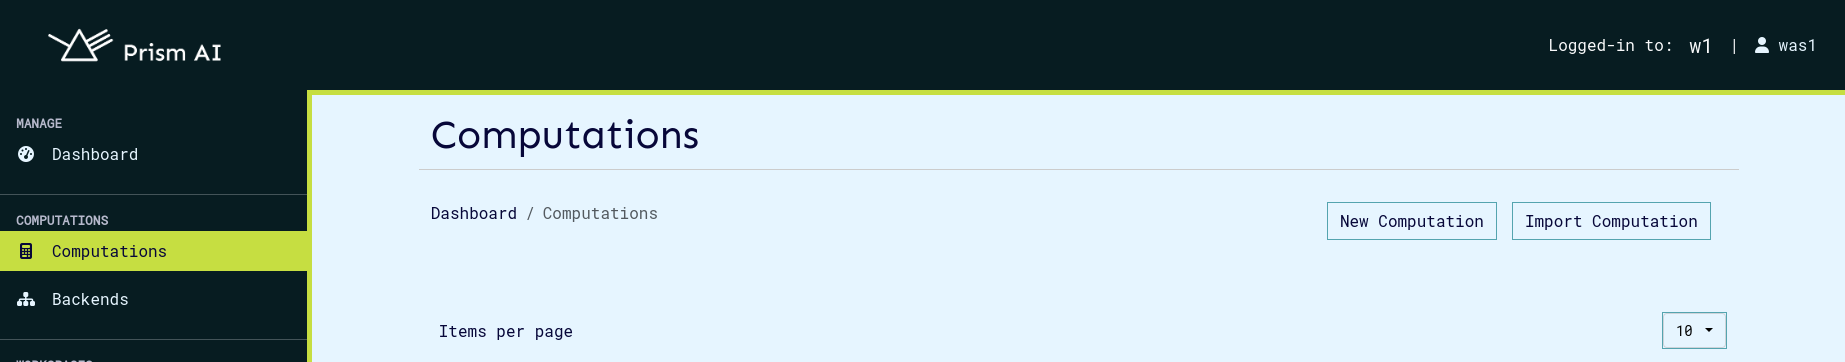 Prism AI
Logged-in to: w1 | was1
MANAGE
Dashboard
COMPUTATIONS
Computations
Backends
Computations
Dashboard / Computations
New Computation
Import Computation
Items per page
10